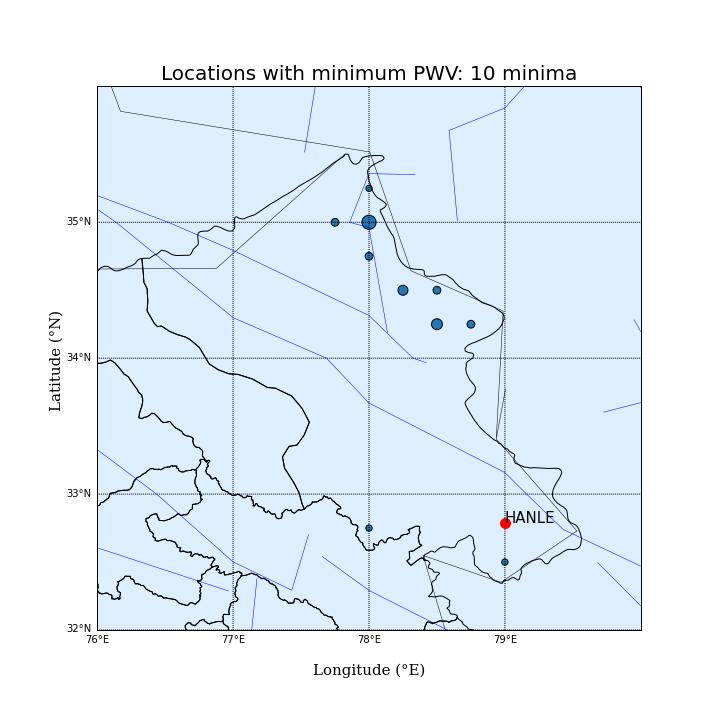 Locations with minimum PWV: 10 minima
35°N
34°N
33°N
32°N
Latitude (°N)
HANLE
76°E
77°E
78°E
79°E
Longitude (°E)